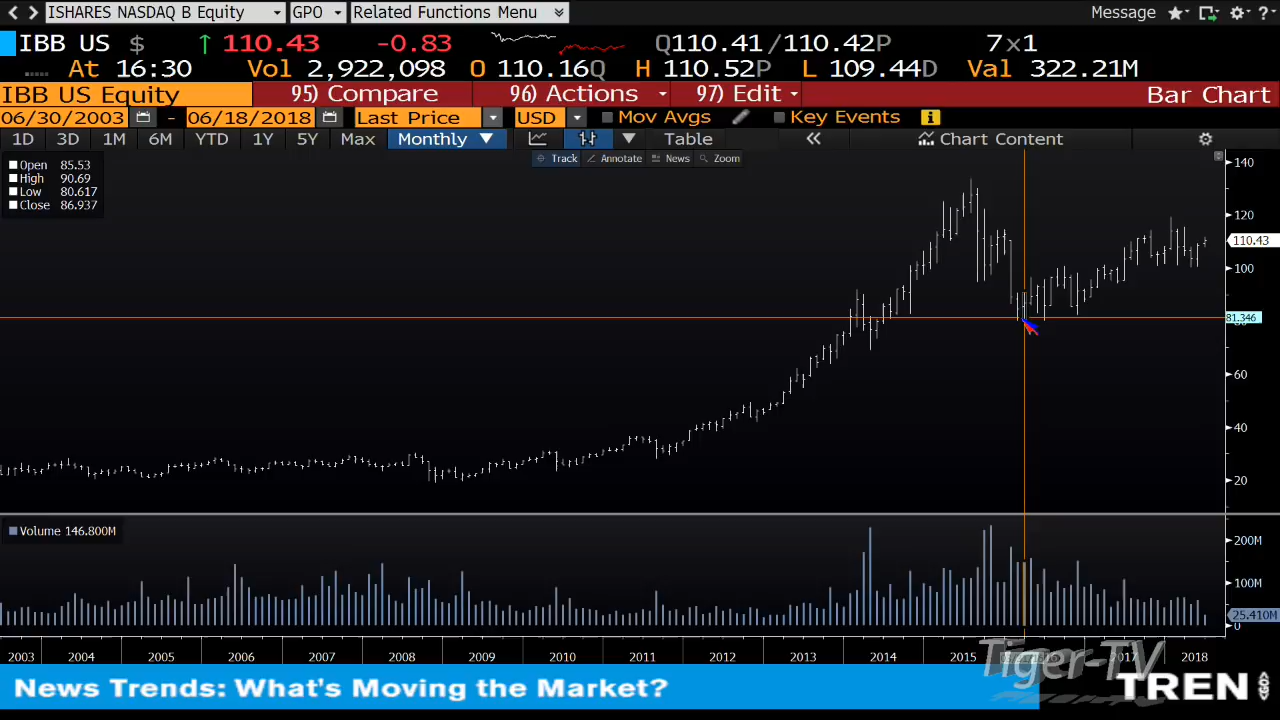 ISHARES NASDAQ B Equity GPO Related Functions Menu Message
IBB US $ ↑ 110.43 -0.83 Q110.41/110.42P 7x1
At 16:30 Vol 2,922,098 O 110.16Q H 110.52P L 109.44D Val 322.21M
IBB US Equity 95) Compare 96) Actions 97) Edit Bar Chart
06/30/2003 - 06/18/2018 Last Price USD Mov Avgs Key Events
1D 3D 1M 6M YTD 1Y 5Y Max Monthly ▼ Table « Chart Content
Track Annotate News Zoom
Open 85.53
High 90.69
Low 80.617
Close 86.937
140
120
110.43
100
81.346
60
40
20
Volume 146.800M
200M
100M
25.410M
0
2003 2004 2005 2006 2007 2008 2009 2010 2011 2012 2013 2014 2015 2017 2018
Tiger-TV
News Trends: What's Moving the Market?
TREN